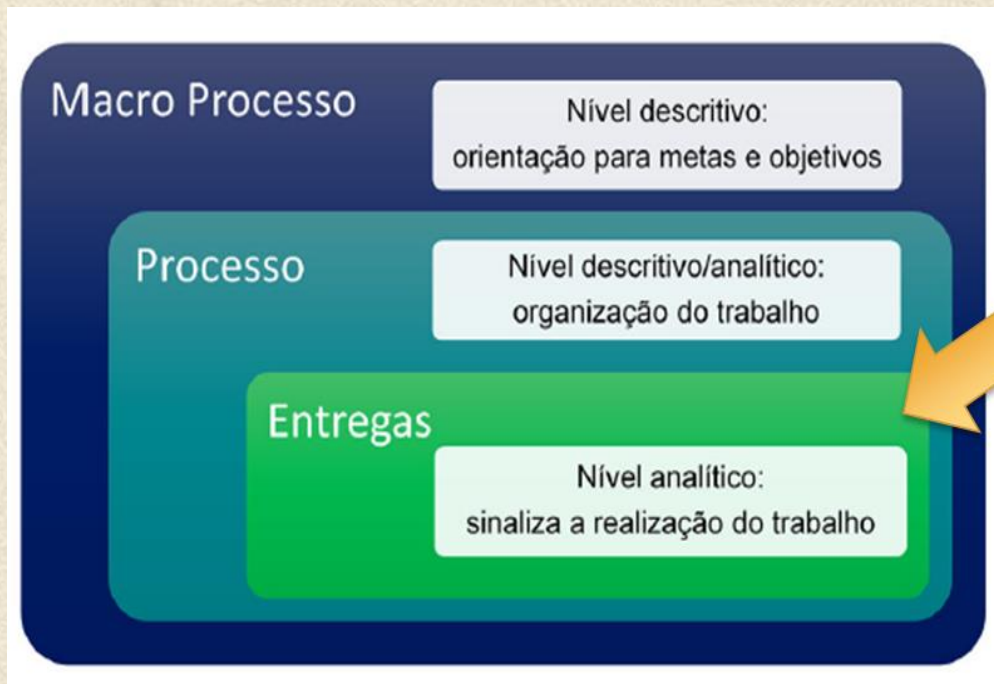 Macro Processo
Nível descritivo:
orientação para metas e objetivos
Processo
Nível descritivo/analítico:
organização do trabalho
Entregas
Nível analítico:
sinaliza a realização do trabalho